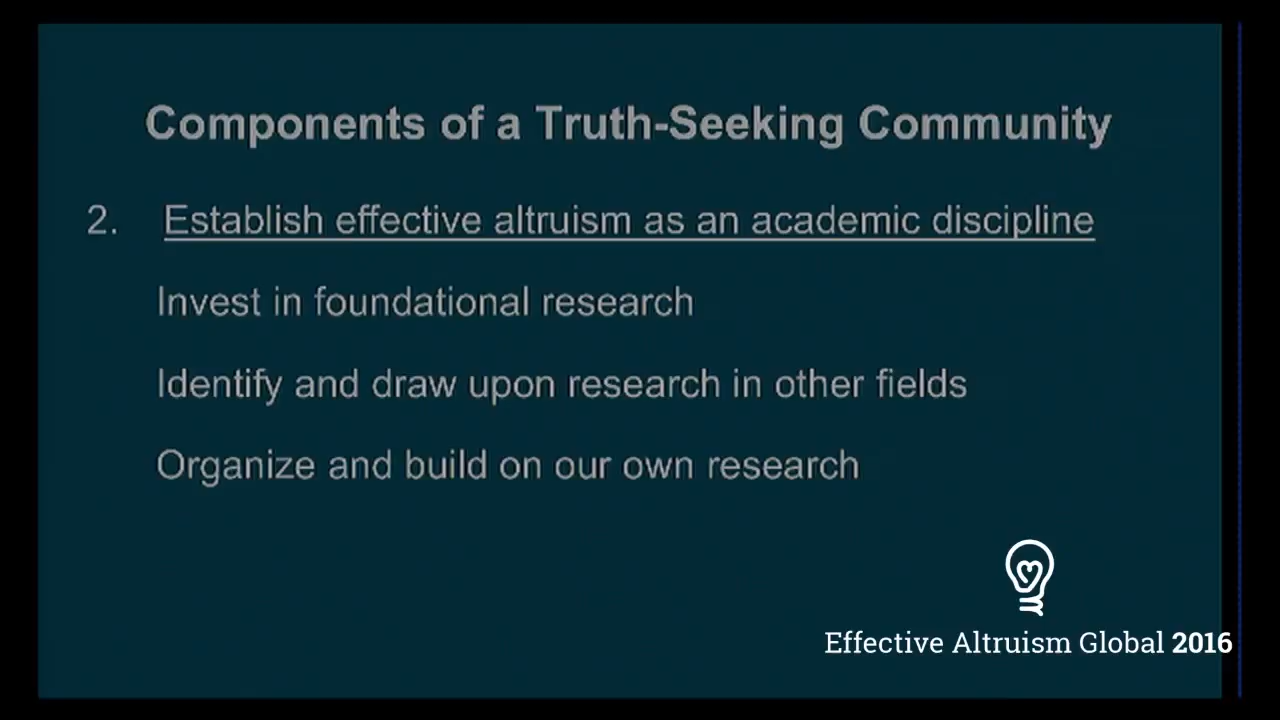 Components of a Truth-Seeking Community
2. Establish effective altruism as an academic discipline
Invest in foundational research
Identify and draw upon research in other fields
Organize and build on our own research
Effective Altruism Global 2016